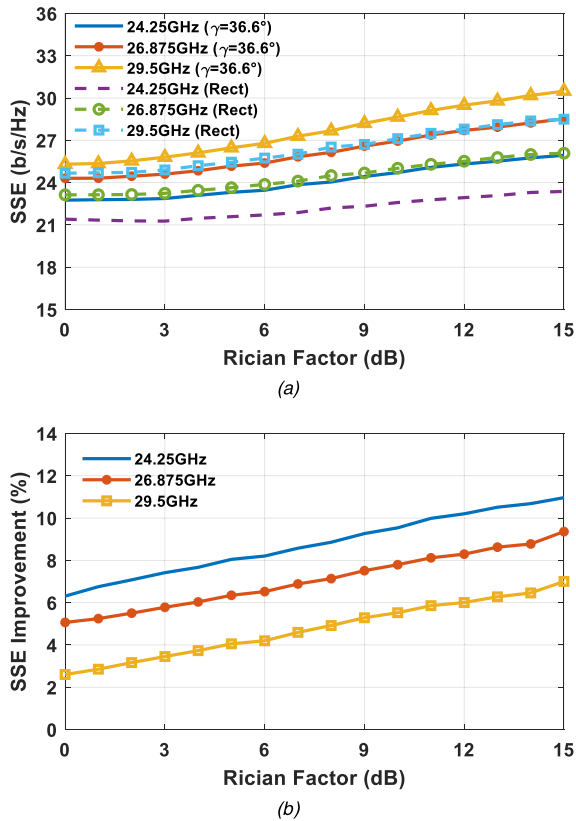 36
33
30
27
24
21
18
15
SSE (b/s/Hz)
24.25GHz (γ=36.6°)
26.875GHz (γ=36.6°)
29.5GHz (γ=36.6°)
24.25GHz (Rect)
26.875GHz (Rect)
29.5GHz (Rect)
0 3 6 9 12 15
Rician Factor (dB)
(a)
14
12
10
8
6
4
2
0
SSE Improvement (%)
24.25GHz
26.875GHz
29.5GHz
0 3 6 9 12 15
Rician Factor (dB)
(b)